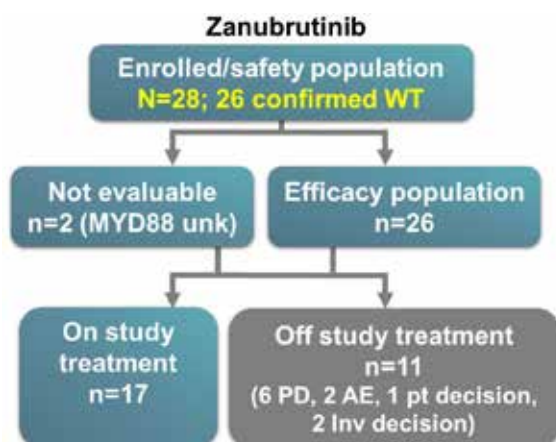 Zanubrutinib
Enrolled/safety population
N=28; 26 confirmed WT
Not evaluable
n=2 (MYD88 unk)
Efficacy population
n=26
On study
treatment
n=17
Off study treatment
n=11
(6 PD, 2 AE, 1 pt decision,
2 Inv decision)